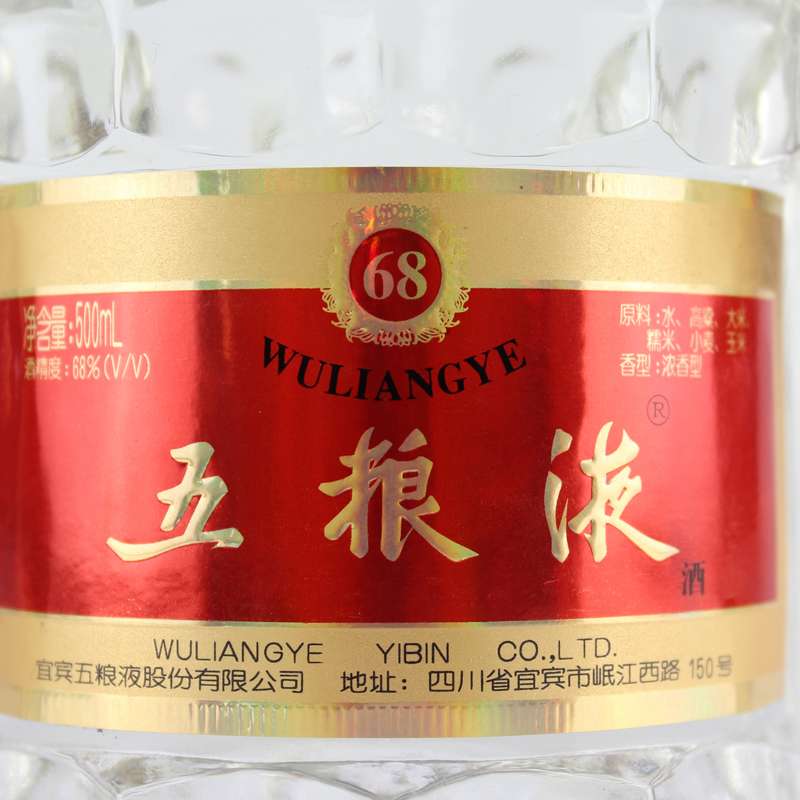 68
净含量:500mL
酒精度:68%(V/V)
原料:水、高粱、大米、
糯米、小麦、玉米
香型:浓香型
WULIANGYE
®
五粮液
酒
WULIANGYE YIBIN CO.,LTD.
宜宾五粮液股份有限公司 地址:四川省宜宾市岷江西路150号